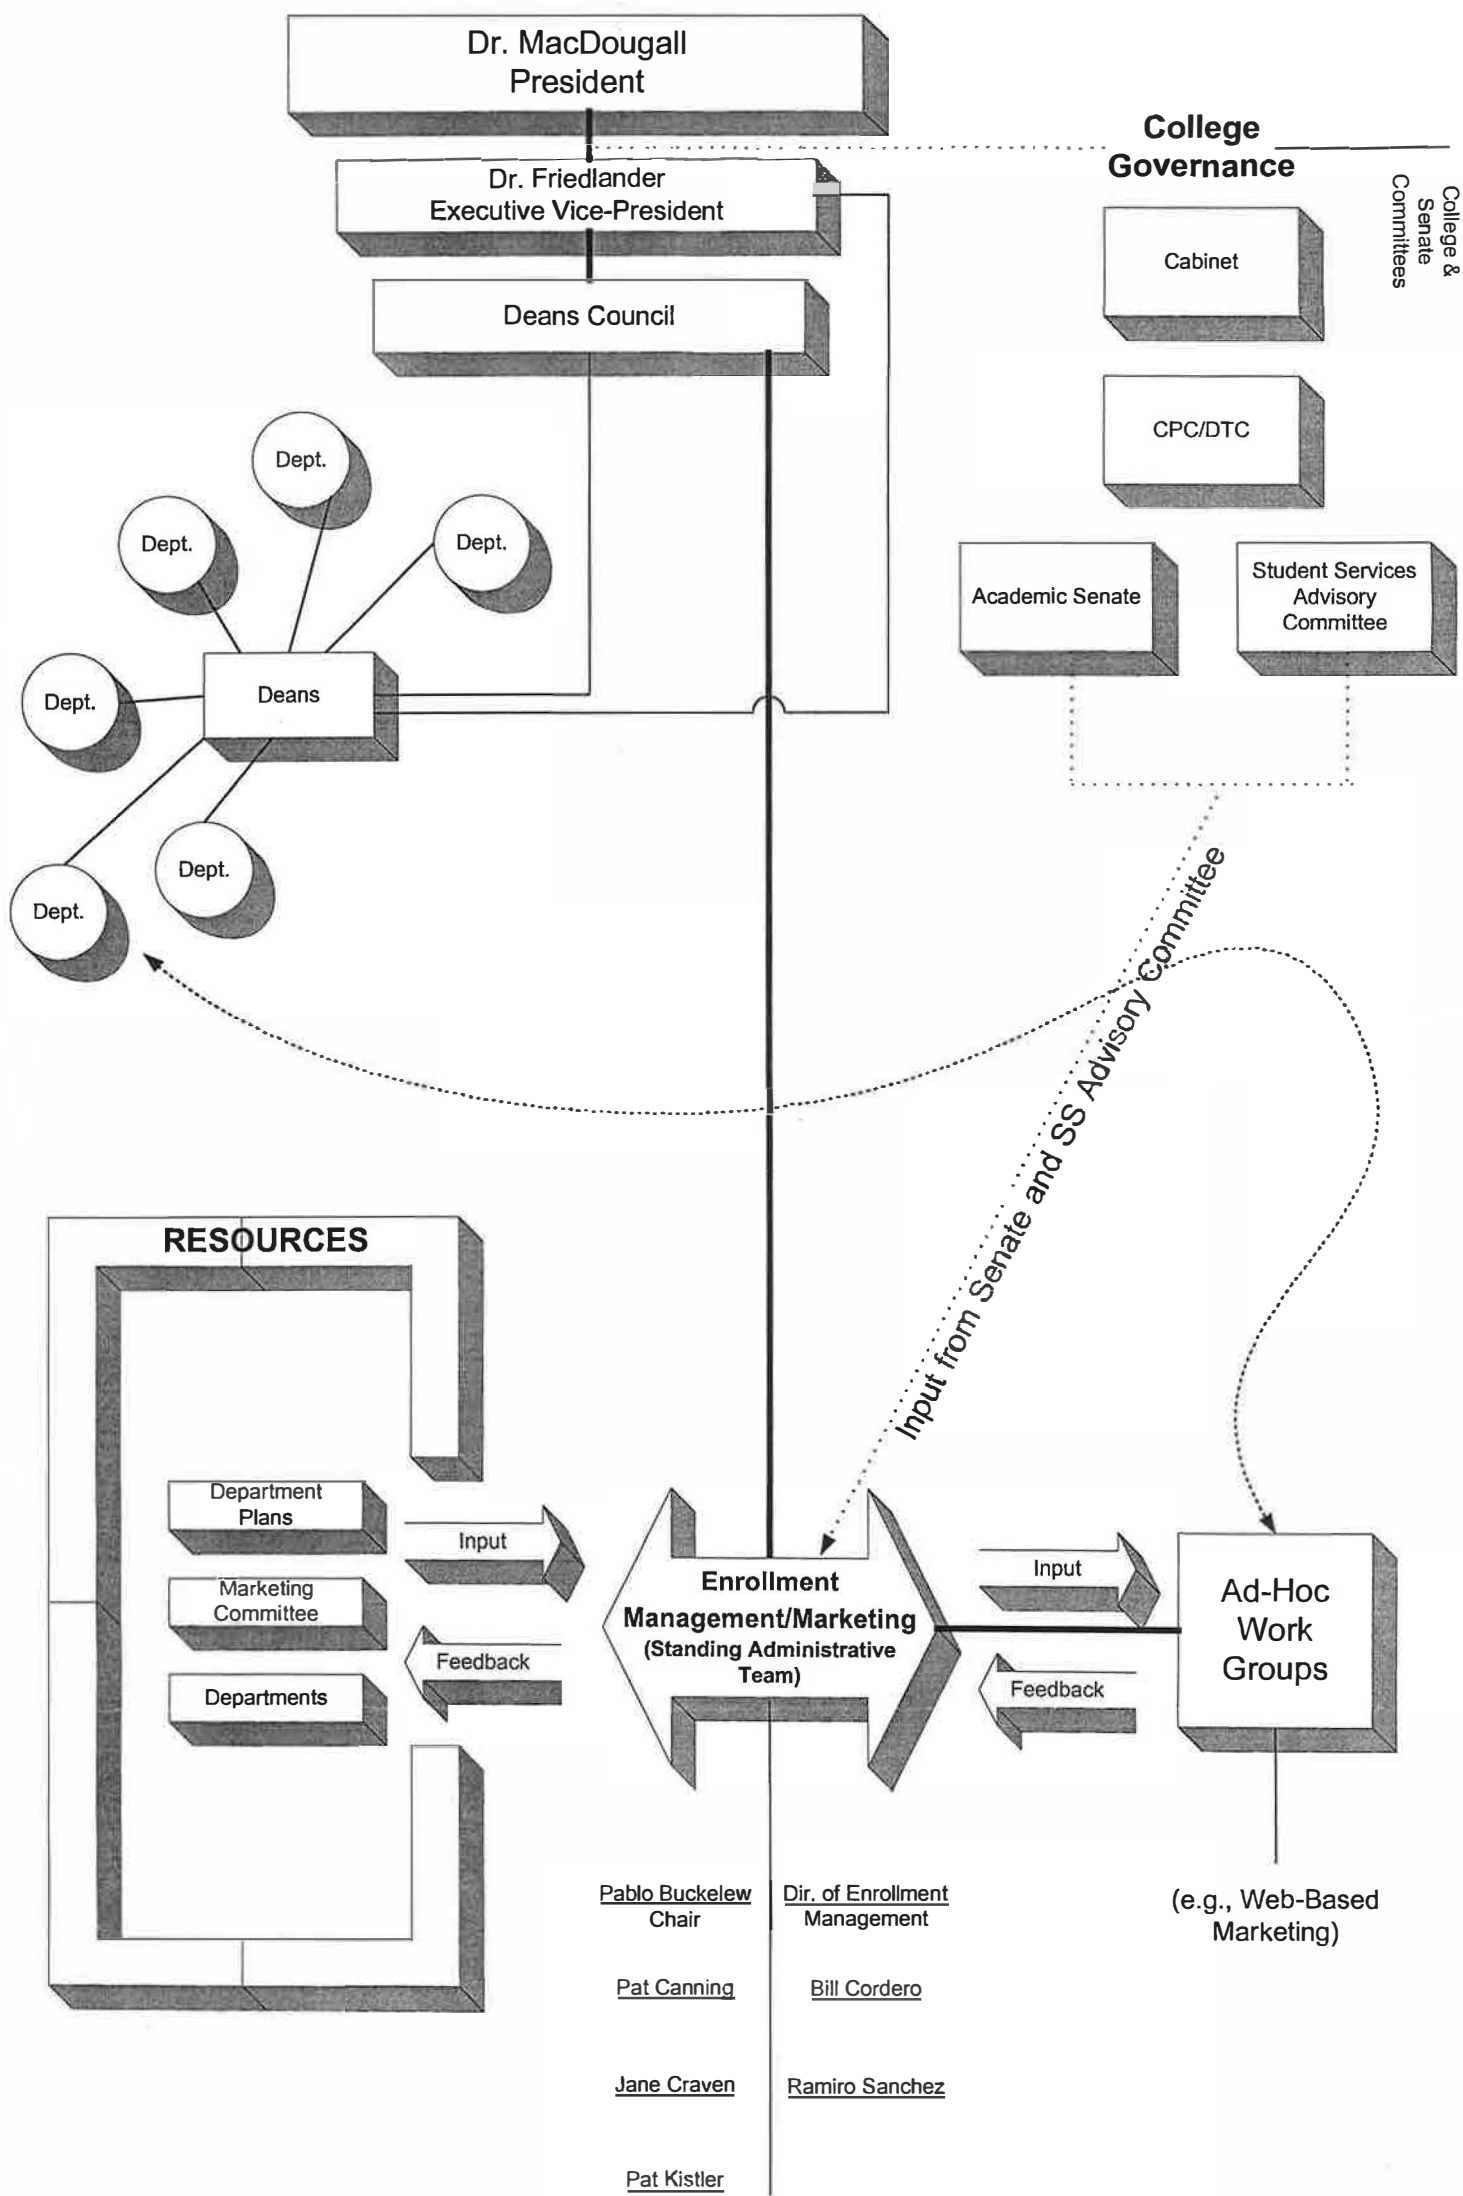 Dr. MacDougall
President
Dr. Friedlander
Executive Vice-President
Deans Council
College
Governance
College &
Senate
Committees
Cabinet
CPC/DTC
Academic Senate
Student Services
Advisory
Committee
Dept.
Dept.
Dept.
Dept.
Deans
Dept.
Dept.
Input from Senate and SS Advisory Committee
RESOURCES
Department
Plans
Marketing
Committee
Departments
Input
Feedback
Enrollment
Management/Marketing
(Standing Administrative
Team)
Input
Feedback
Ad-Hoc
Work
Groups
(e.g., Web-Based
Marketing)
Pablo Buckelew
Chair
Dir. of Enrollment
Management
Pat Canning
Bill Cordero
Jane Craven
Ramiro Sanchez
Pat Kistler